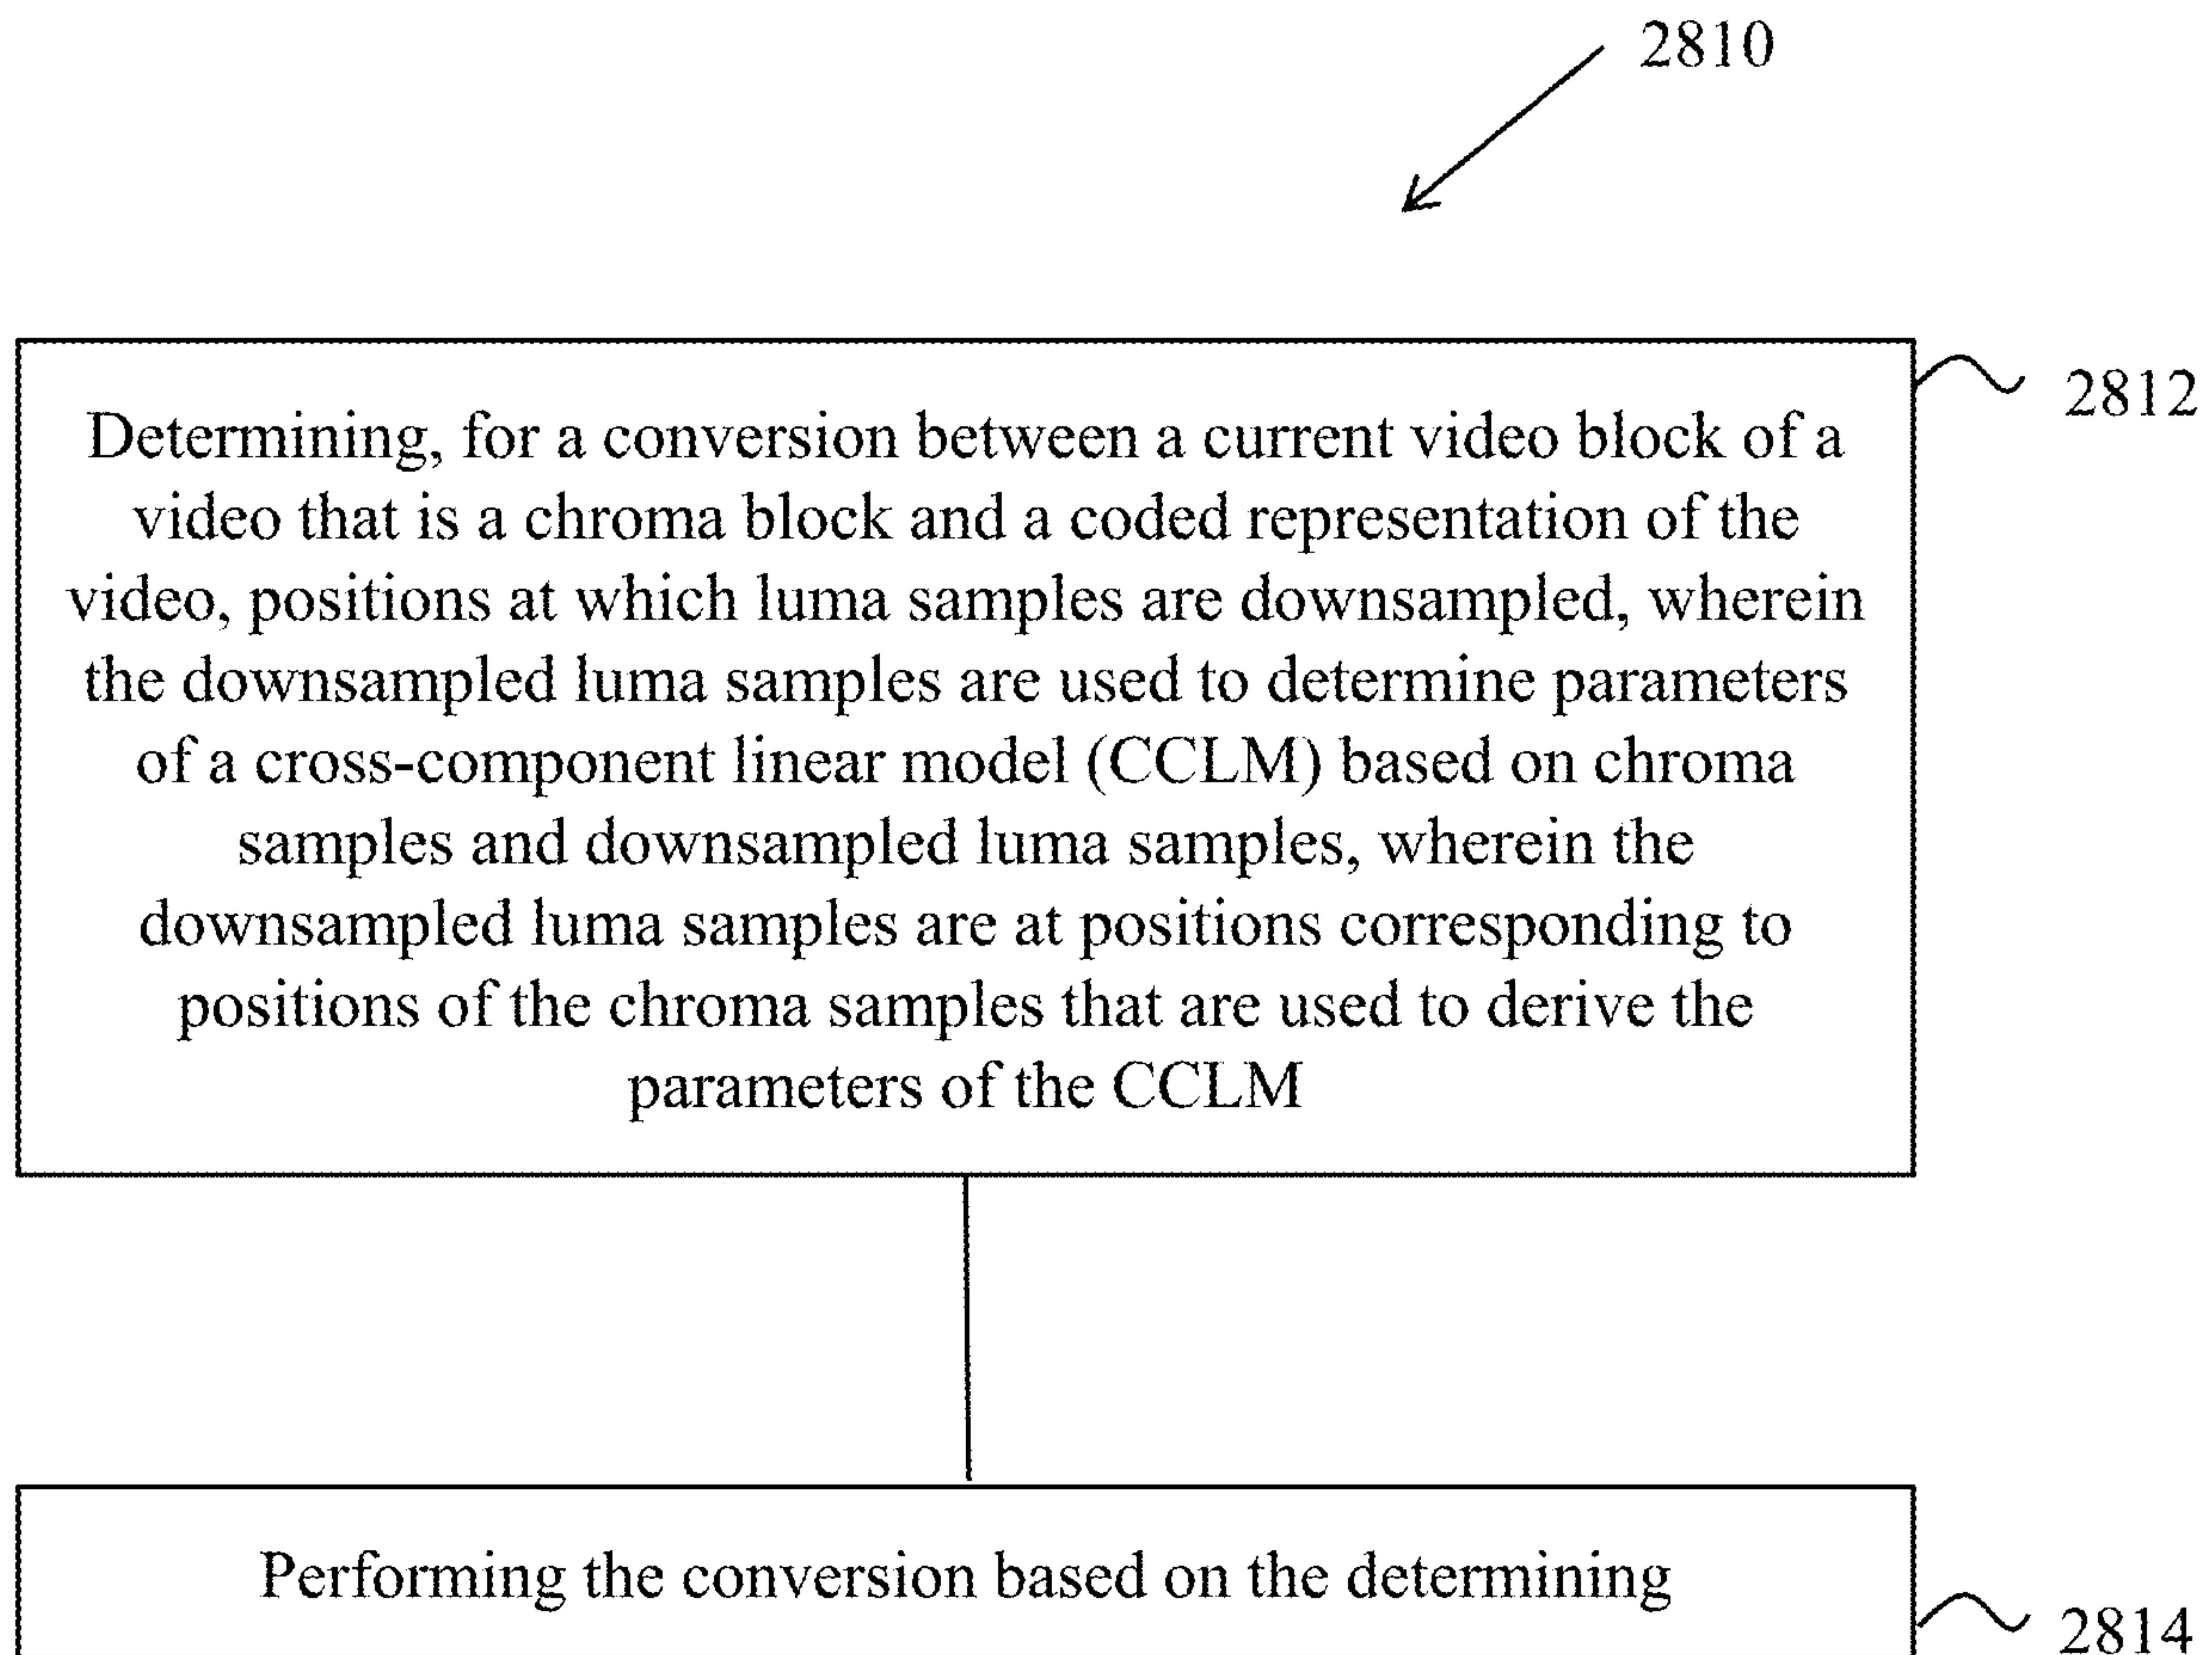 2810
2812
Determining, for a conversion between a current video block of a
video that is a chroma block and a coded representation of the
video, positions at which luma samples are downsampled, wherein
the downsampled luma samples are used to determine parameters
of a cross-component linear model (CCLM) based on chroma
samples and downsampled luma samples, wherein the
downsampled luma samples are at positions corresponding to
positions of the chroma samples that are used to derive the
parameters of the CCLM
Performing the conversion based on the determining
2814